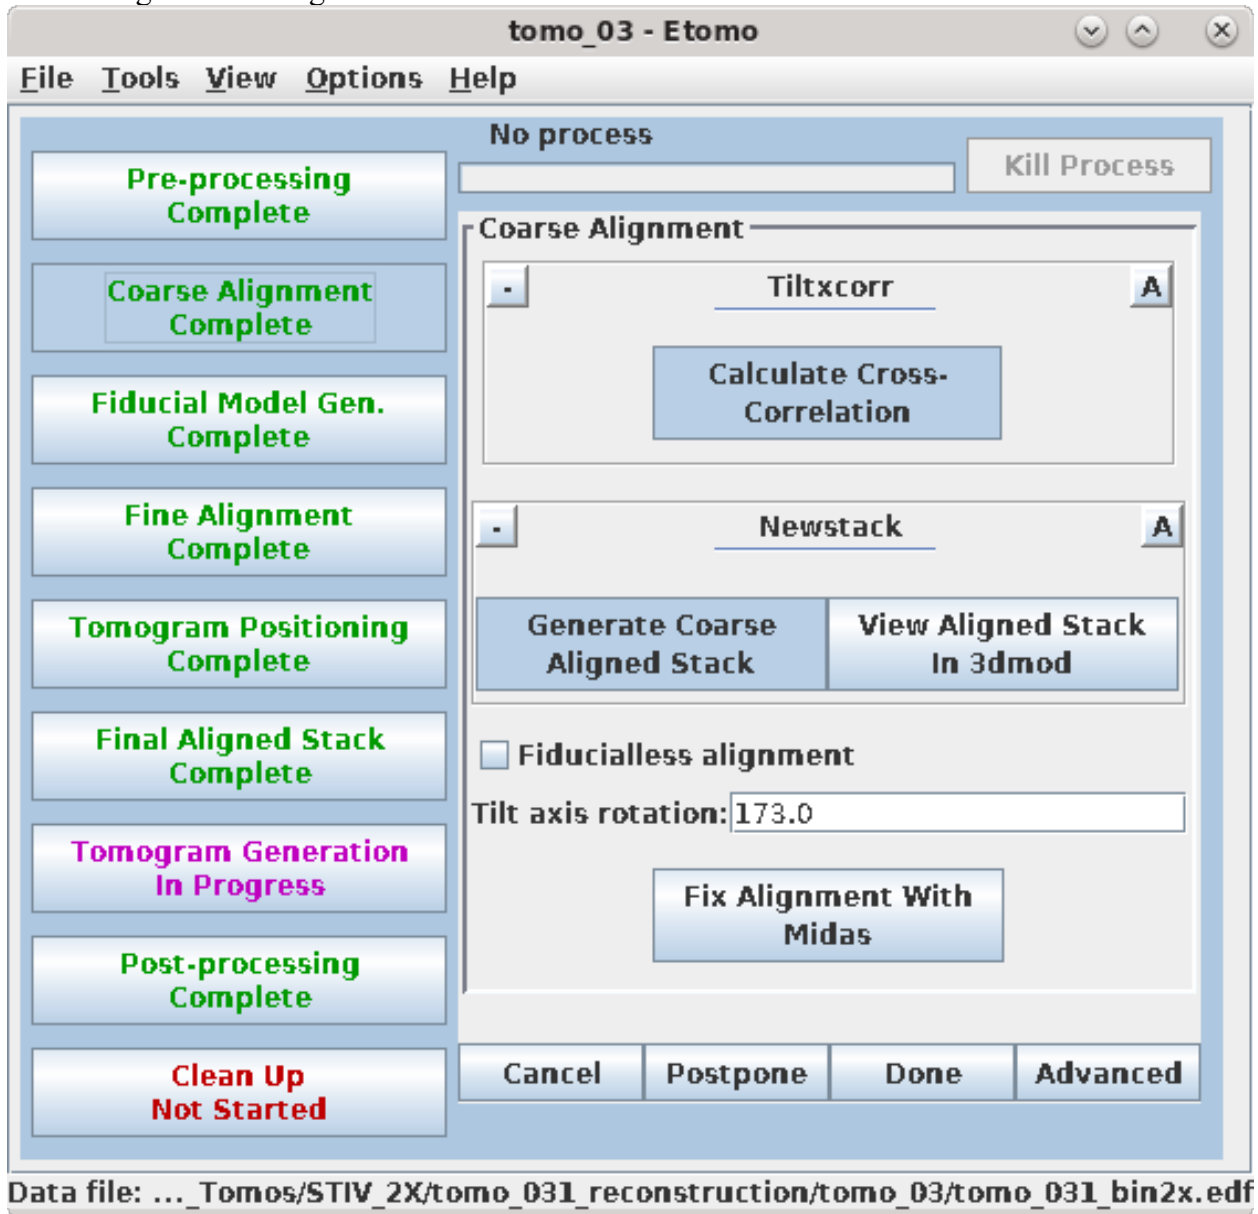 tomo_03 - Etomo
File Tools View Options Help
No process
Kill Process
Pre-processing
Complete
Coarse Alignment
Complete
Fiducial Model Gen.
Complete
Fine Alignment
Complete
Tomogram Positioning
Complete
Final Aligned Stack
Complete
Tomogram Generation
In Progress
Post-processing
Complete
Clean Up
Not Started
Coarse Alignment
- Tiltxcorr A
Calculate Cross-
Correlation
- Newstack A
Generate Coarse
Aligned Stack
View Aligned Stack
In 3dmod
Fiducialless alignment
Tilt axis rotation: 173.0
Fix Alignment With
Midas
Cancel Postpone Done Advanced
Data file: ..._Tomos/STIV_2X/tomo_031_reconstruction/tomo_03/tomo_031_bin2x.edf